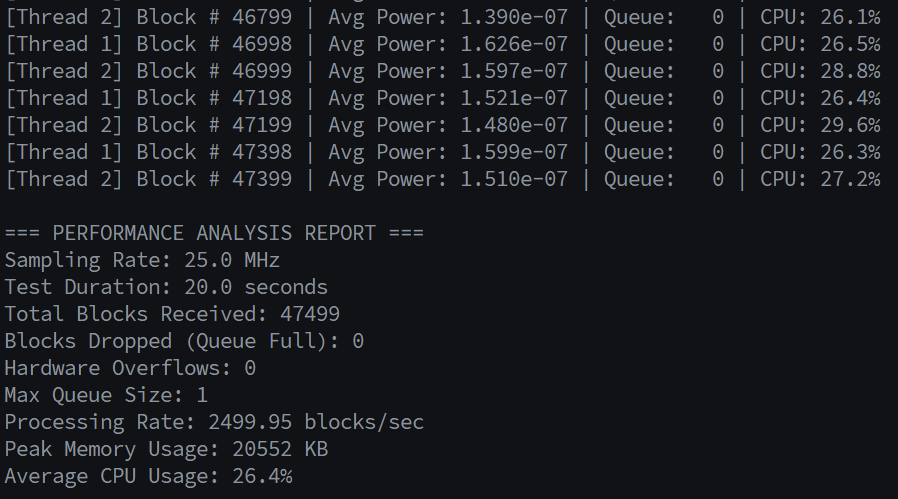 [Thread 2] Block # 46799 | Avg Power: 1.390e-07 | Queue:   0 | CPU: 26.1%
[Thread 1] Block # 46998 | Avg Power: 1.626e-07 | Queue:   0 | CPU: 26.5%
[Thread 2] Block # 46999 | Avg Power: 1.597e-07 | Queue:   0 | CPU: 28.8%
[Thread 1] Block # 47198 | Avg Power: 1.521e-07 | Queue:   0 | CPU: 26.4%
[Thread 2] Block # 47199 | Avg Power: 1.480e-07 | Queue:   0 | CPU: 29.6%
[Thread 1] Block # 47398 | Avg Power: 1.599e-07 | Queue:   0 | CPU: 26.3%
[Thread 2] Block # 47399 | Avg Power: 1.510e-07 | Queue:   0 | CPU: 27.2%
=== PERFORMANCE ANALYSIS REPORT ===
Sampling Rate: 25.0 MHz
Test Duration: 20.0 seconds
Total Blocks Received: 47499
Blocks Dropped (Queue Full): 0
Hardware Overflows: 0
Max Queue Size: 1
Processing Rate: 2499.95 blocks/sec
Peak Memory Usage: 20552 KB
Average CPU Usage: 26.4%